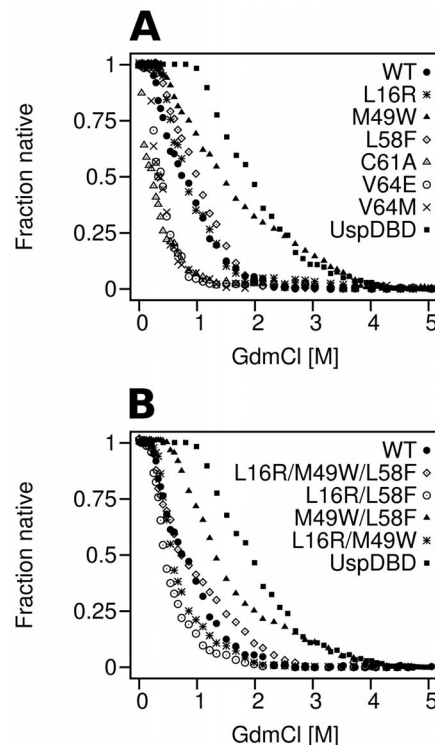 A
WT
L16R
M49W
L58F
C61A
V64E
V64M
UspDBD
Fraction native
1
0.75
0.5
0.25
0
0 1 2 3 4 5
GdmCl [M]
B
WT
L16R/M49W/L58F
L16R/L58F
M49W/L58F
L16R/M49W
UspDBD
Fraction native
1
0.75
0.5
0.25
0
0 1 2 3 4 5
GdmCl [M]